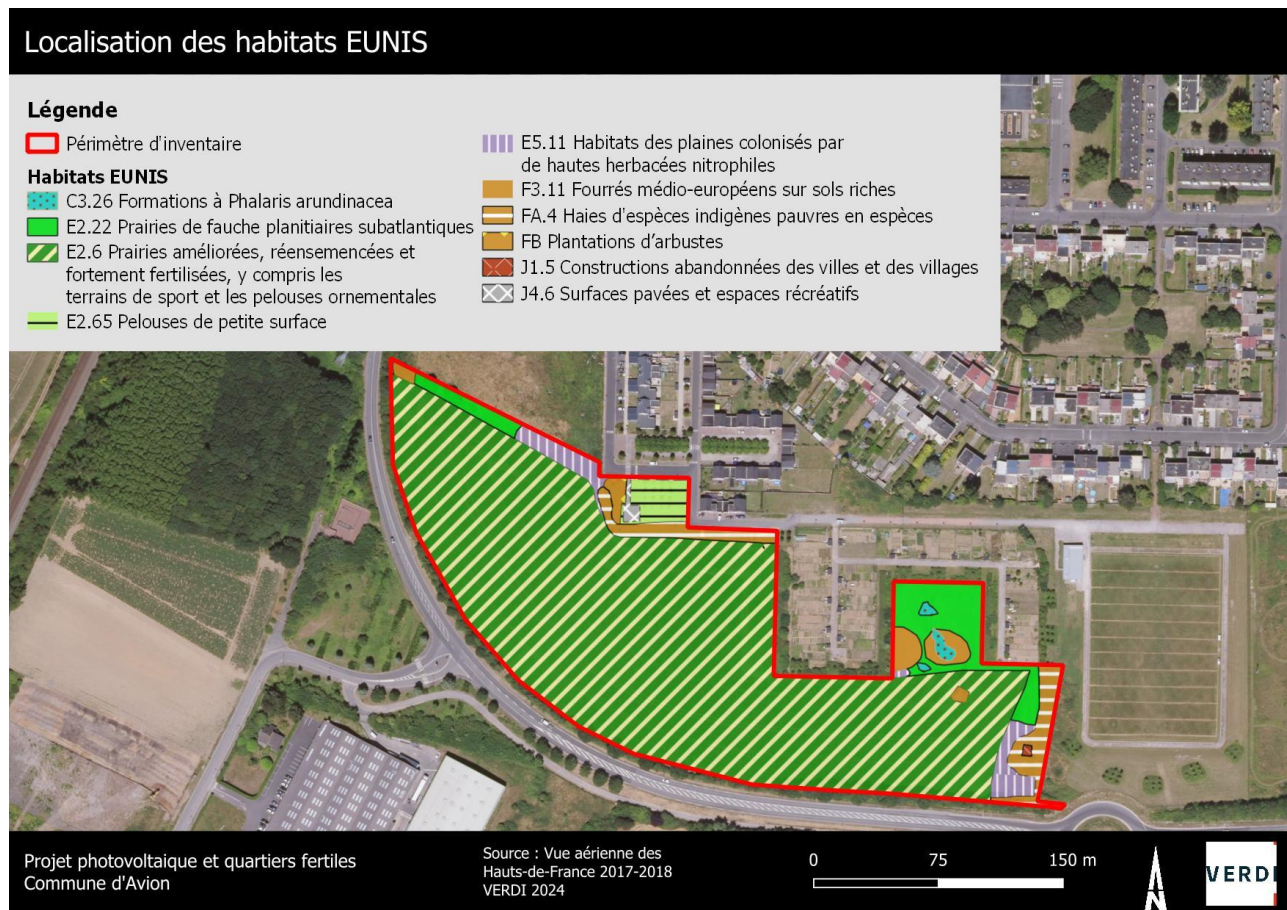 Localisation des habitats EUNIS
Légende
Périmètre d'inventaire
Habitats EUNIS
C3.26 Formations à Phalaris arundinacea
E2.22 Prairies de fauche planitiaires subatlantiques
E2.6 Prairies améliorées, réensemencées et
fortement fertilisées, y compris les
terrains de sport et les pelouses ornementales
E2.65 Pelouses de petite surface
E5.11 Habitats des plaines colonisés par
de hautes herbacées nitrophiles
F3.11 Fourrés médio-européens sur sols riches
FA.4 Haies d'espèces indigènes pauvres en espèces
FB Plantations d'arbustes
J1.5 Constructions abandonnées des villes et des villages
J4.6 Surfaces pavées et espaces récréatifs
Projet photovoltaique et quartiers fertiles
Commune d'Avion
Source : Vue aérienne des
Hauts-de-France 2017-2018
VERDI 2024
0 75 150 m
N
VERDI